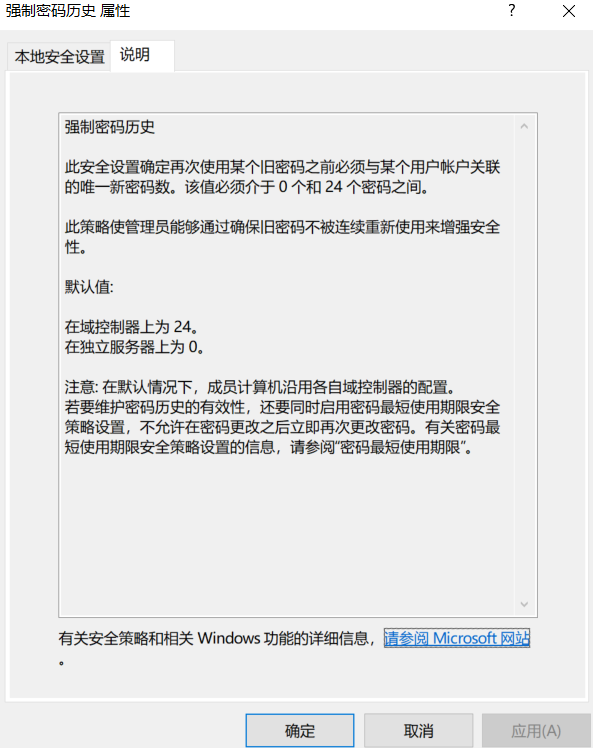 强制密码历史 属性
?
本地安全设置 说明
强制密码历史
此安全设置确定再次使用某个旧密码之前必须与某个用户帐户关联
的唯一新密码数。该值必须介于 0 个和 24 个密码之间。
此策略使管理员能够通过确保旧密码不被连续重新使用来增强安全
性。
默认值:
在域控制器上为 24。
在独立服务器上为 0。
注意: 在默认情况下，成员计算机沿用各自域控制器的配置。
若要维护密码历史的有效性，还要同时启用密码最短使用期限安全
策略设置，不允许在密码更改之后立即再次更改密码。有关密码最
短使用期限安全策略设置的信息，请参阅"密码最短使用期限"。
有关安全策略和相关 Windows 功能的详细信息，请参阅 Microsoft 网站
。
确定 取消 应用(A)